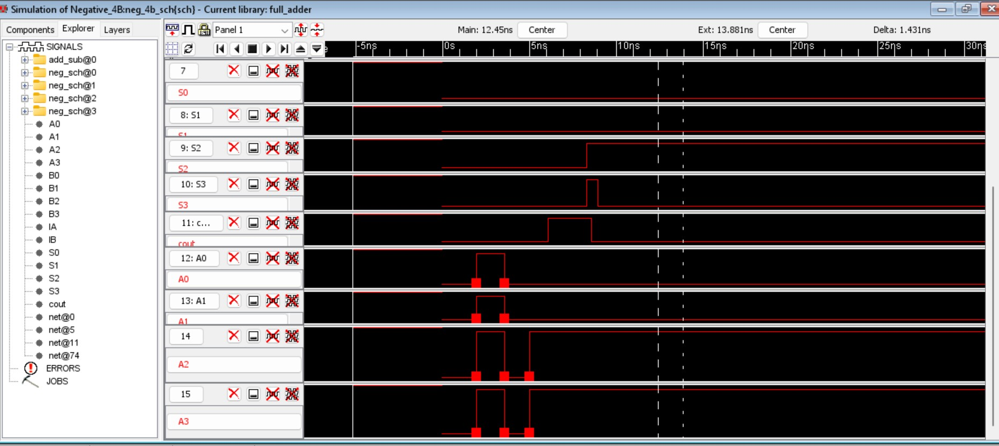 Simulation of Negative_4B:neg_4b_sch{sch} - Current library: full_adder
Components Explorer Layers
SIGNALS
add_sub@0
neg_sch@0
neg_sch@1
neg_sch@2
neg_sch@3
A0
A1
A2
A3
B0
B1
B2
B3
IA
IB
S0
S1
S2
S3
cout
net@0
net@5
net@11
net@74
ERRORS
JOBS
Panel 1 Main: 12.45ns Center Ext: 13.881ns Center Delta: 1.431ns
-5ns 0s 5ns 10ns 15ns 20ns 25ns 30ns
7
S0
8: S1
S1
9: S2
S2
10: S3
S3
11: c...
cout
12: A0
A0
13: A1
A1
14
A2
15
A3